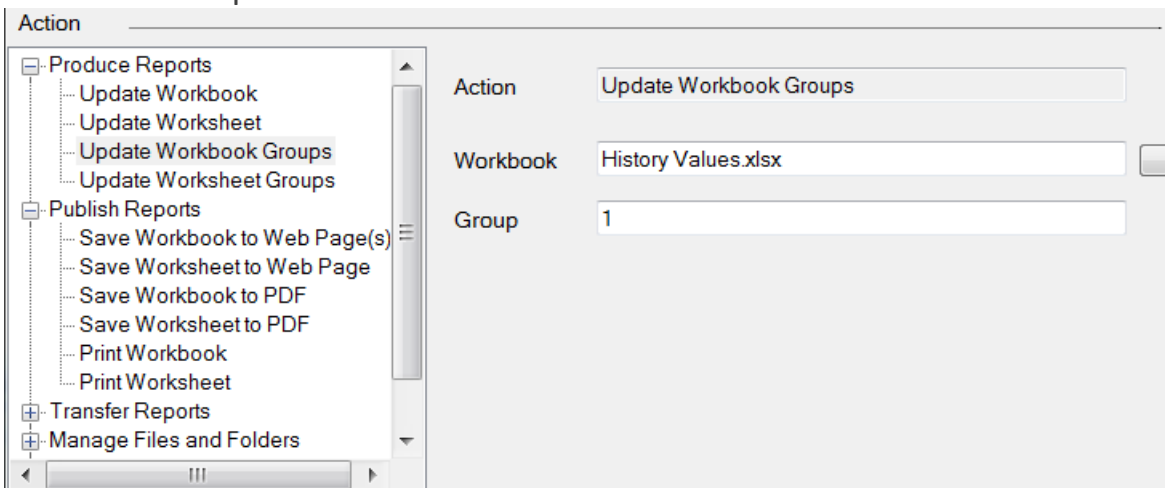 Action
Produce Reports
Update Workbook
Update Worksheet
Update Workbook Groups
Update Worksheet Groups
Publish Reports
Save Workbook to Web Page(s)
Save Worksheet to Web Page
Save Workbook to PDF
Save Worksheet to PDF
Print Workbook
Print Worksheet
Transfer Reports
Manage Files and Folders
Action Update Workbook Groups
Workbook History Values.xlsx
Group 1